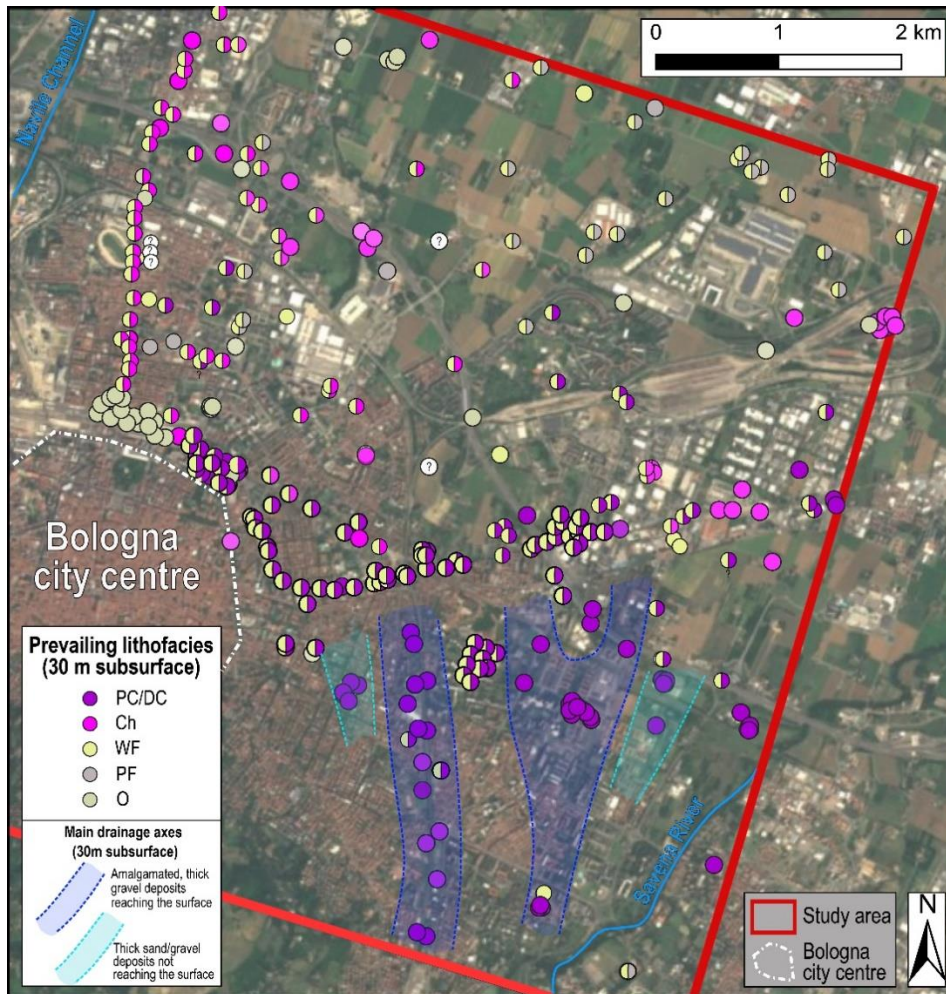 0 1 2 km
Navile Channel
?
?
?
?
?
?
?
?
Bologna
city centre
Prevailing lithofacies
(30 m subsurface)
PC/DC
Ch
WF
PF
O
Main drainage axes
(30m subsurface)
Amalgamated, thick
gravel deposits
reaching the surface
Thick sand/gravel
deposits not
reaching the surface
Savena River
Study area
Bologna
city centre
N